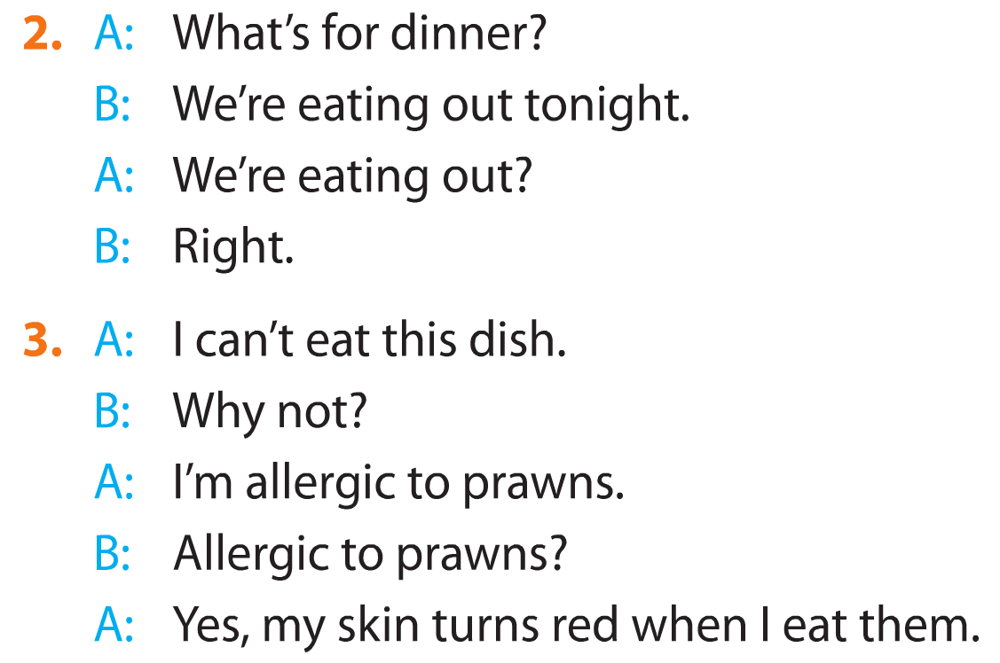 2. A: What’s for dinner?
B: We’re eating out tonight.
A: We’re eating out?
B: Right.
3. A: I can’t eat this dish.
B: Why not?
A: I’m allergic to prawns.
B: Allergic to prawns?
A: Yes, my skin turns red when I eat them.